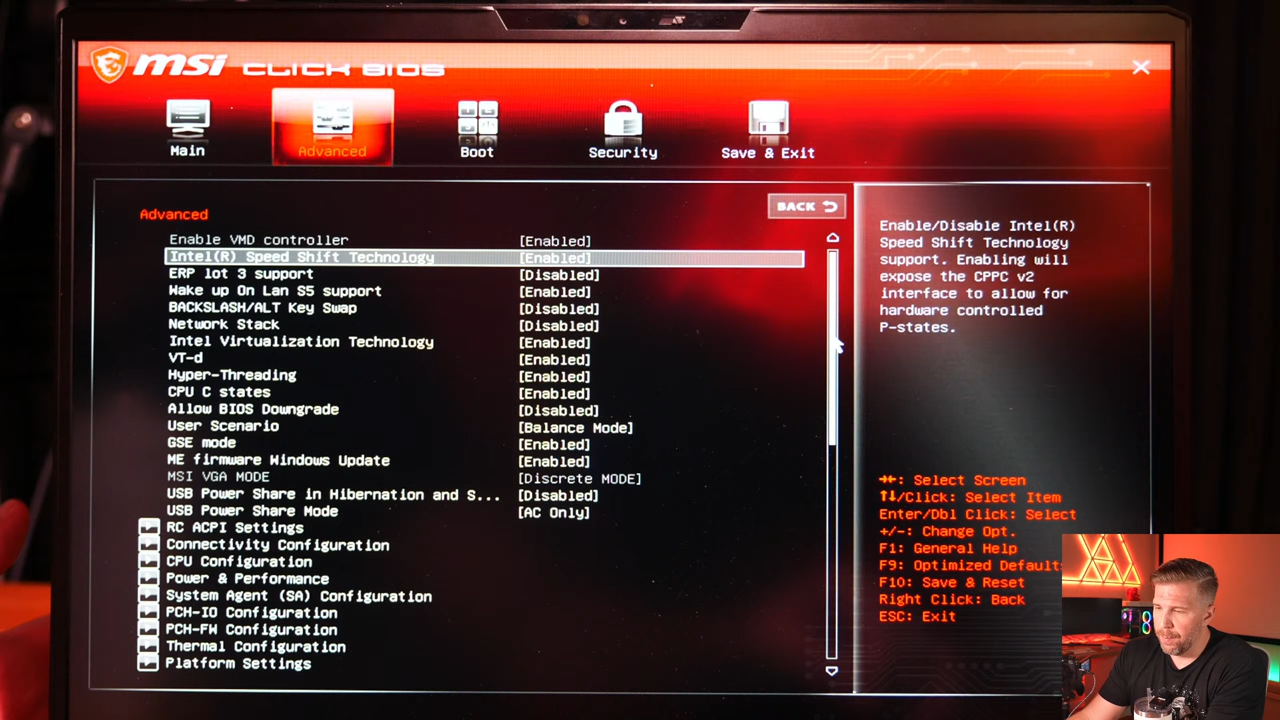 msi CLICK BIOS
Main
Advanced
Boot
Security
Save & Exit
BACK
Advanced
Enable VMD controller [Enabled]
Intel(R) Speed Shift Technology [Enabled]
ERP lot 3 support [Disabled]
Wake up On Lan S5 support [Enabled]
BACKSLASH/ALT Key Swap [Disabled]
Network Stack [Disabled]
Intel Virtualization Technology [Enabled]
VT-d [Enabled]
Hyper-Threading [Enabled]
CPU C states [Enabled]
Allow BIOS Downgrade [Disabled]
User Scenario [Balance Mode]
GSE mode [Enabled]
ME firmware Windows Update [Enabled]
MSI VGA MODE [Discrete MODE]
USB Power Share in Hibernation and S... [Disabled]
USB Power Share Mode [AC Only]
RC ACPI Settings
Connectivity Configuration
CPU Configuration
Power & Performance
System Agent (SA) Configuration
PCH-IO Configuration
PCH-FW Configuration
Thermal Configuration
Platform Settings
Enable/Disable Intel(R)
Speed Shift Technology
support. Enabling will
expose the CPPC v2
interface to allow for
hardware controlled
P-states.
→←: Select Screen
↑↓/Click: Select Item
Enter/Dbl Click: Select
+/-: Change Opt.
F1: General Help
F9: Optimized Default
F10: Save & Reset
Right Click: Back
ESC: Exit